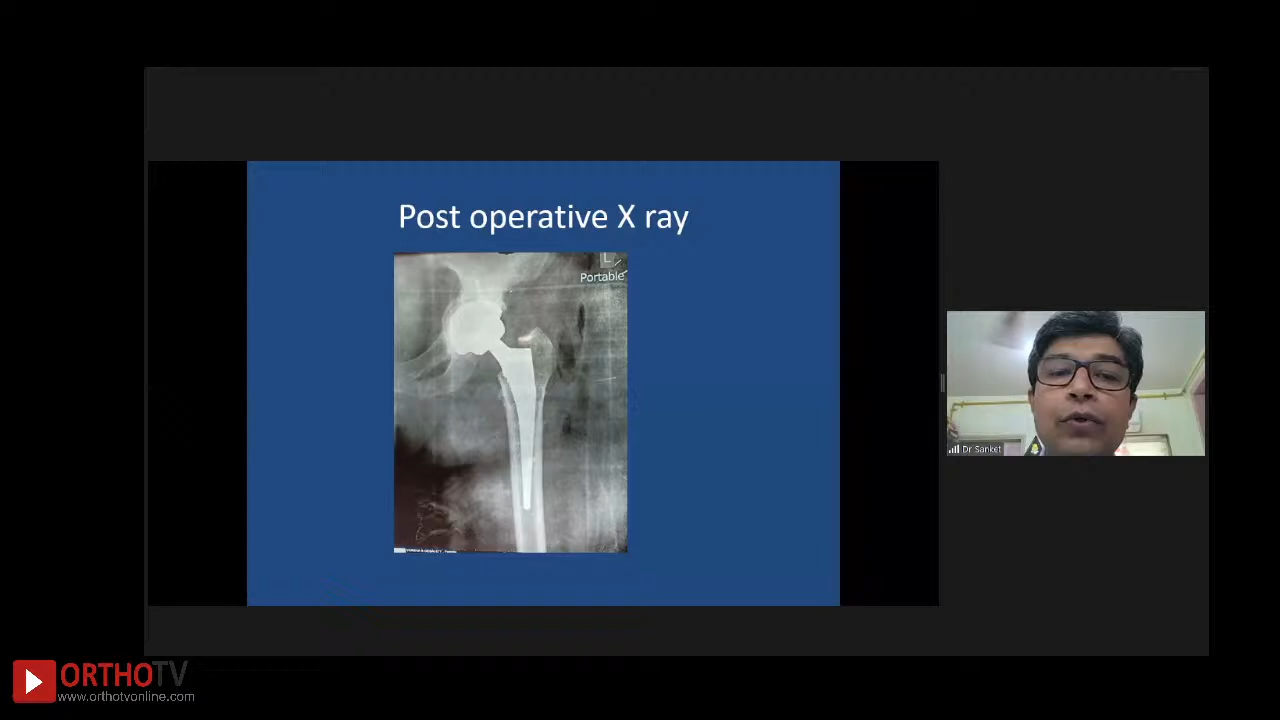 Post operative X ray
L
Portable
Dr Sanket
ORTHOTV
www.orthotvonline.com